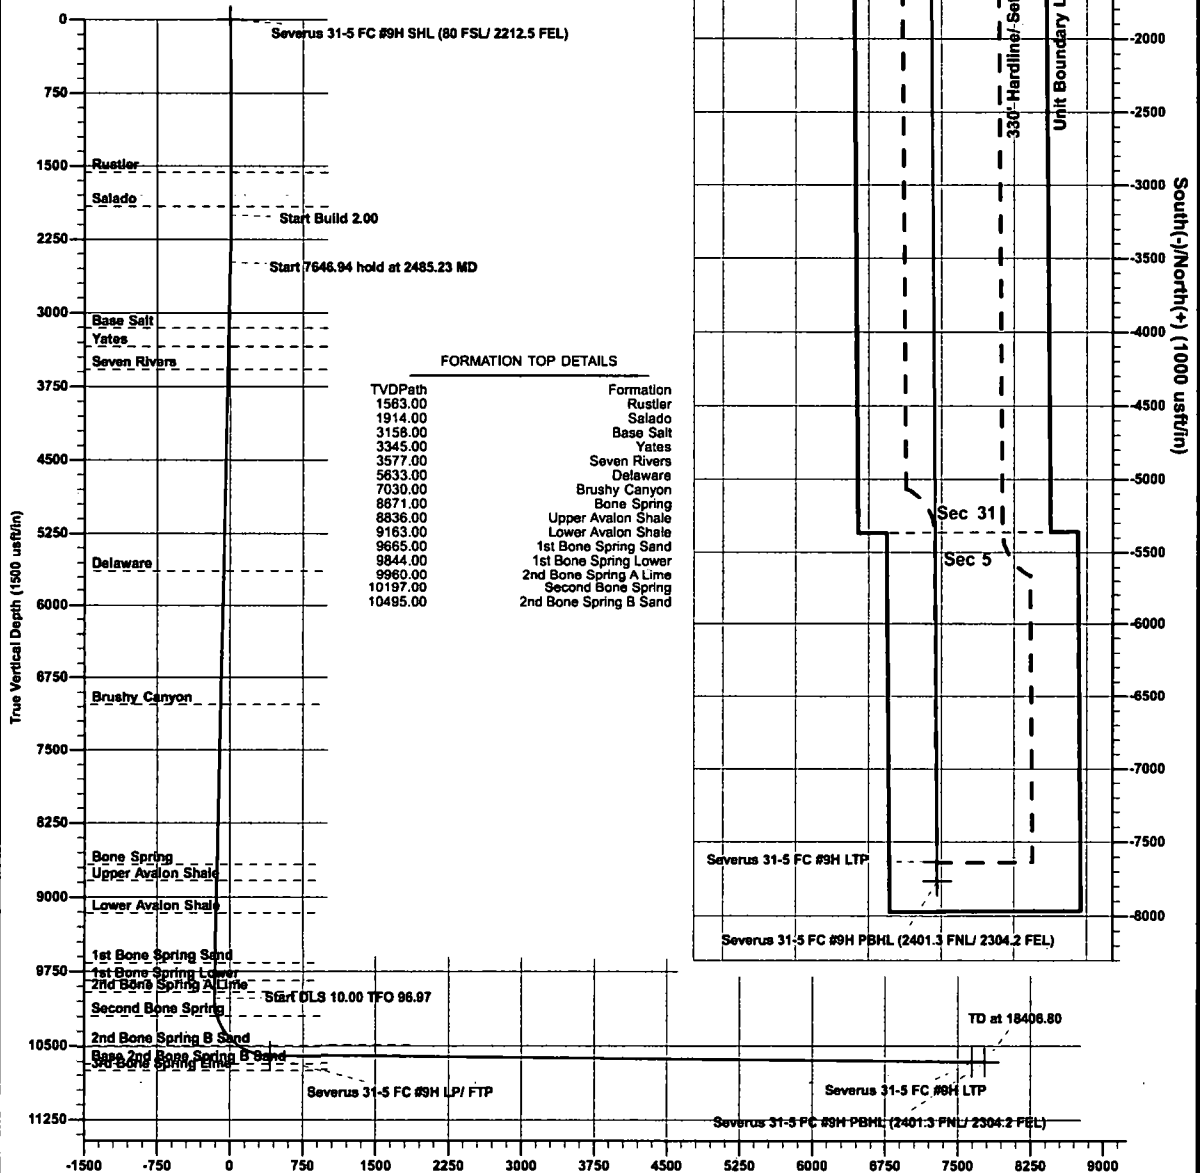 0
750
1500
2250
3000
3750
4500
5250
6000
6750
7500
8250
9000
9750
10500
11250
True Vertical Depth (1500 usft/in)
Severus 31-5 FC #9H SHL (80 FSL/ 2212.5 FEL)
Rustler
Salado
Start Build 2.00
Start 7646.94 hold at 2485.23 MD
Base Salt
Yates
Seven Rivers
Delaware
Brushy Canyon
Bone Spring
Upper Avalon Shale
Lower Avalon Shale
1st Bone Spring Sand
1st Bone Spring Lower
2nd Bone Spring A Lime
Start DLS 10.00 TFO 96.97
Second Bone Spring
2nd Bone Spring B Sand
Base 2nd Bone Spring B Sand
3rd Bone Spring Lime
Severus 31-5 FC #9H LP/ FTP
TD at 18406.80
Severus 31-5 FC #9H LTP
Severus 31-5 FC #9H PBHL (2401.3 FNL/ 2304.2 FEL)
-1500 -750 0 750 1500 2250 3000 3750 4500 5250 6000 6750 7500 8250 9000
FORMATION TOP DETAILS
TVDPath Formation
1563.00 Rustler
1914.00 Salado
3158.00 Base Salt
3345.00 Yates
3577.00 Seven Rivers
5633.00 Delaware
7030.00 Brushy Canyon
8671.00 Bone Spring
8836.00 Upper Avalon Shale
9163.00 Lower Avalon Shale
9665.00 1st Bone Spring Sand
9844.00 1st Bone Spring Lower
9960.00 2nd Bone Spring A Lime
10197.00 Second Bone Spring
10495.00 2nd Bone Spring B Sand
330' Hardline/ Set
Unit Boundary L
Sec 31
Sec 5
Severus 31-5 FC #9H LTP
Severus 31-5 FC #9H PBHL (2401.3 FNL/ 2304.2 FEL)
-2000
-2500
-3000
-3500
-4000
-4500
-5000
-5500
-6000
-6500
-7000
-7500
-8000
South(-)/North(+) (1000 usft/in)